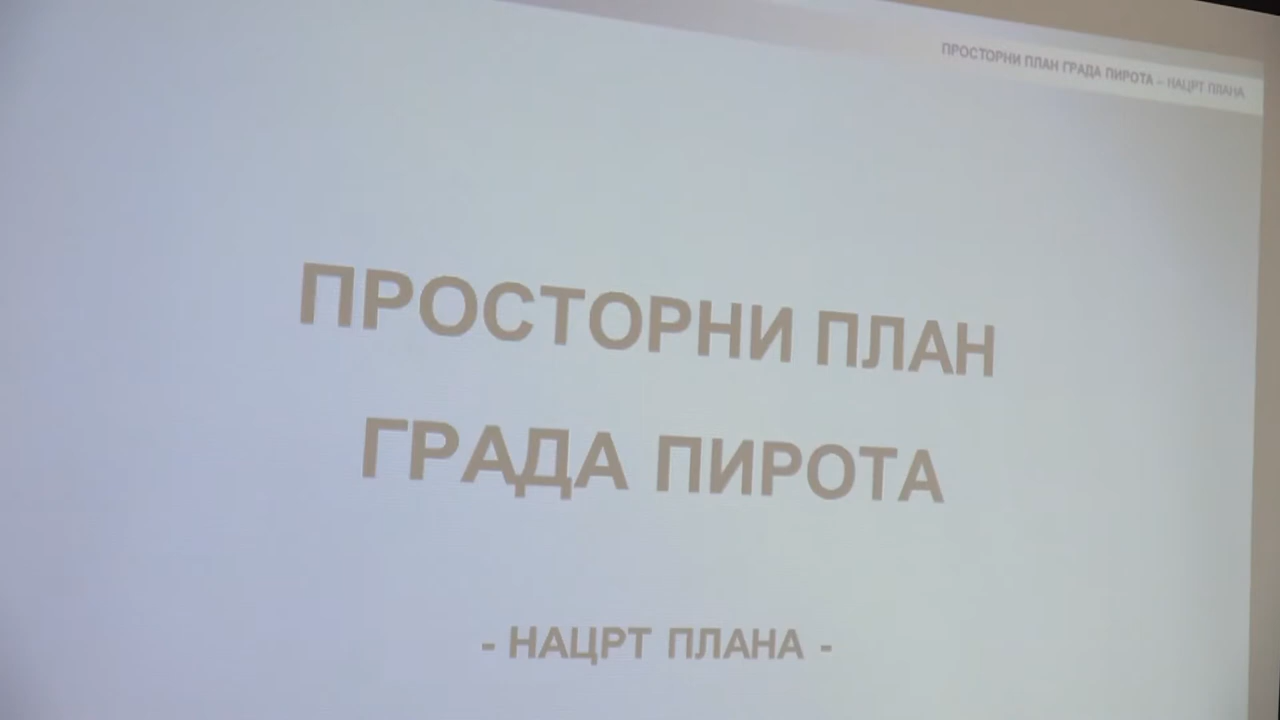 ПРОСТОРНИ ПЛАН ГРАДА ПИРОТА – НАЦРТ ПЛАНА
ПРОСТОРНИ ПЛАН
ГРАДА ПИРОТА
- НАЦРТ ПЛАНА -